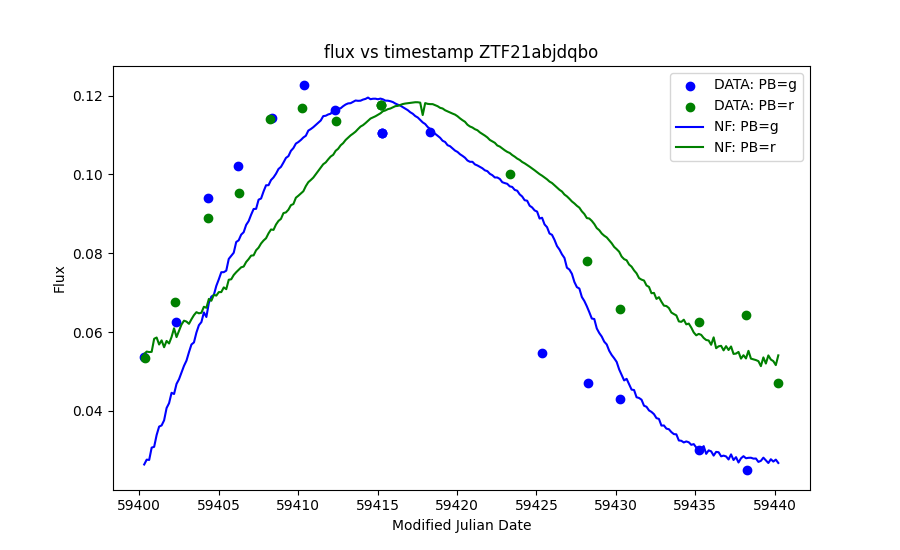 flux vs timestamp ZTF21abjdqbo
DATA: PB=g
DATA: PB=r
NF: PB=g
NF: PB=r
Flux
0.12
0.10
0.08
0.06
0.04
59400 59405 59410 59415 59420 59425 59430 59435 59440
Modified Julian Date